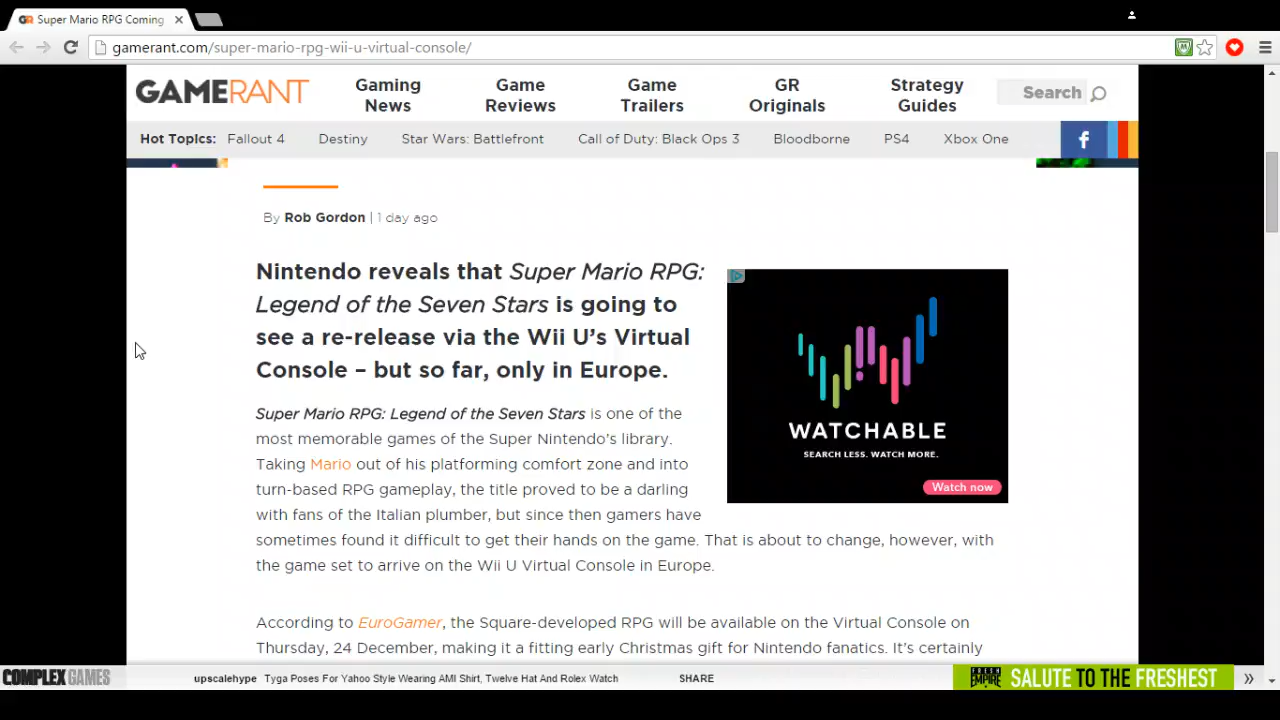 Super Mario RPG Coming
gamerant.com/super-mario-rpg-wii-u-virtual-console/
GAMERANT
Gaming News
Game Reviews
Game Trailers
GR Originals
Strategy Guides
Search
Hot Topics: Fallout 4 Destiny Star Wars: Battlefront Call of Duty: Black Ops 3 Bloodborne PS4 Xbox One
By Rob Gordon | 1 day ago
Nintendo reveals that Super Mario RPG:
Legend of the Seven Stars is going to
see a re-release via the Wii U’s Virtual
Console – but so far, only in Europe.
WATCHABLE
SEARCH LESS. WATCH MORE.
Watch now
Super Mario RPG: Legend of the Seven Stars is one of the
most memorable games of the Super Nintendo’s library.
Taking Mario out of his platforming comfort zone and into
turn-based RPG gameplay, the title proved to be a darling
with fans of the Italian plumber, but since then gamers have
sometimes found it difficult to get their hands on the game. That is about to change, however, with
the game set to arrive on the Wii U Virtual Console in Europe.
According to EuroGamer, the Square-developed RPG will be available on the Virtual Console on
Thursday, 24 December, making it a fitting early Christmas gift for Nintendo fanatics. It’s certainly
COMPLEX GAMES
upscalehype Tyga Poses For Yahoo Style Wearing AMI Shirt, Twelve Hat And Rolex Watch SHARE
SALUTE TO THE FRESHEST